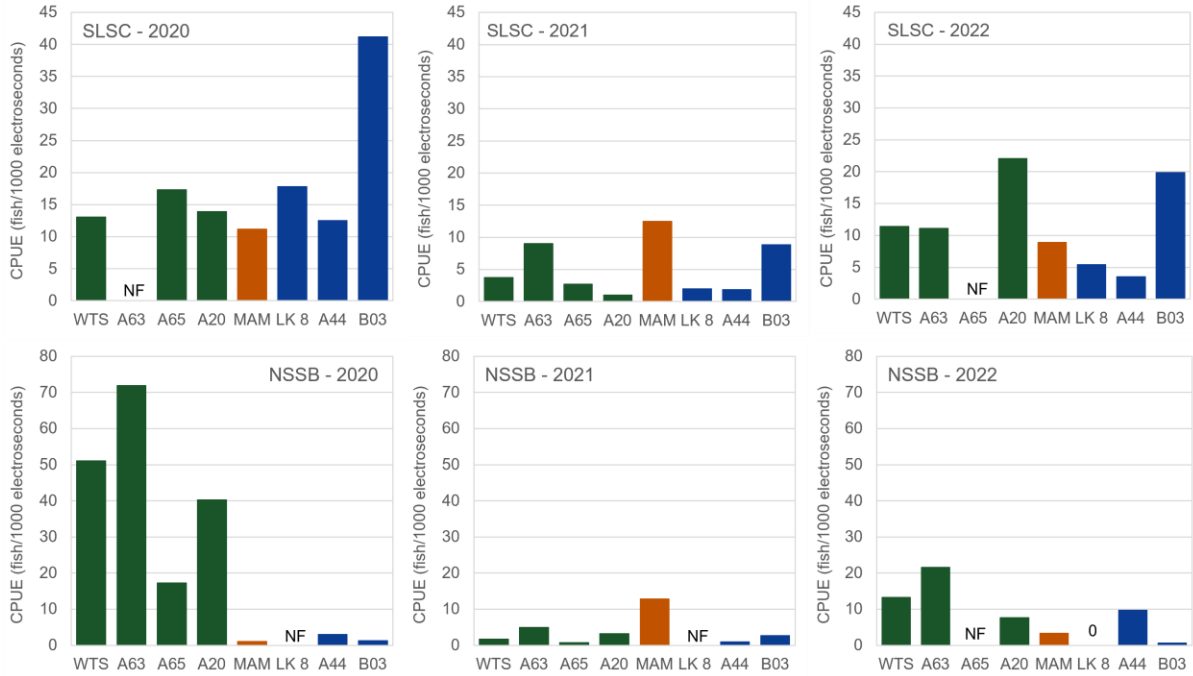 SLSC - 2020
CPUE (fish/1000 electroseconds)
45
40
35
30
25
20
15
10
5
0
NF
WTS A63 A65 A20 MAM LK 8 A44 B03
SLSC - 2021
CPUE (fish/1000 electroseconds)
45
40
35
30
25
20
15
10
5
0
WTS A63 A65 A20 MAM LK 8 A44 B03
SLSC - 2022
CPUE (fish/1000 electroseconds)
45
40
35
30
25
20
15
10
5
0
NF
WTS A63 A65 A20 MAM LK 8 A44 B03
NSSB - 2020
CPUE (fish/1000 electroseconds)
80
70
60
50
40
30
20
10
0
NF
WTS A63 A65 A20 MAM LK 8 A44 B03
NSSB - 2021
CPUE (fish/1000 electroseconds)
80
70
60
50
40
30
20
10
0
NF
WTS A63 A65 A20 MAM LK 8 A44 B03
NSSB - 2022
CPUE (fish/1000 electroseconds)
80
70
60
50
40
30
20
10
0
NF 0
WTS A63 A65 A20 MAM LK 8 A44 B03